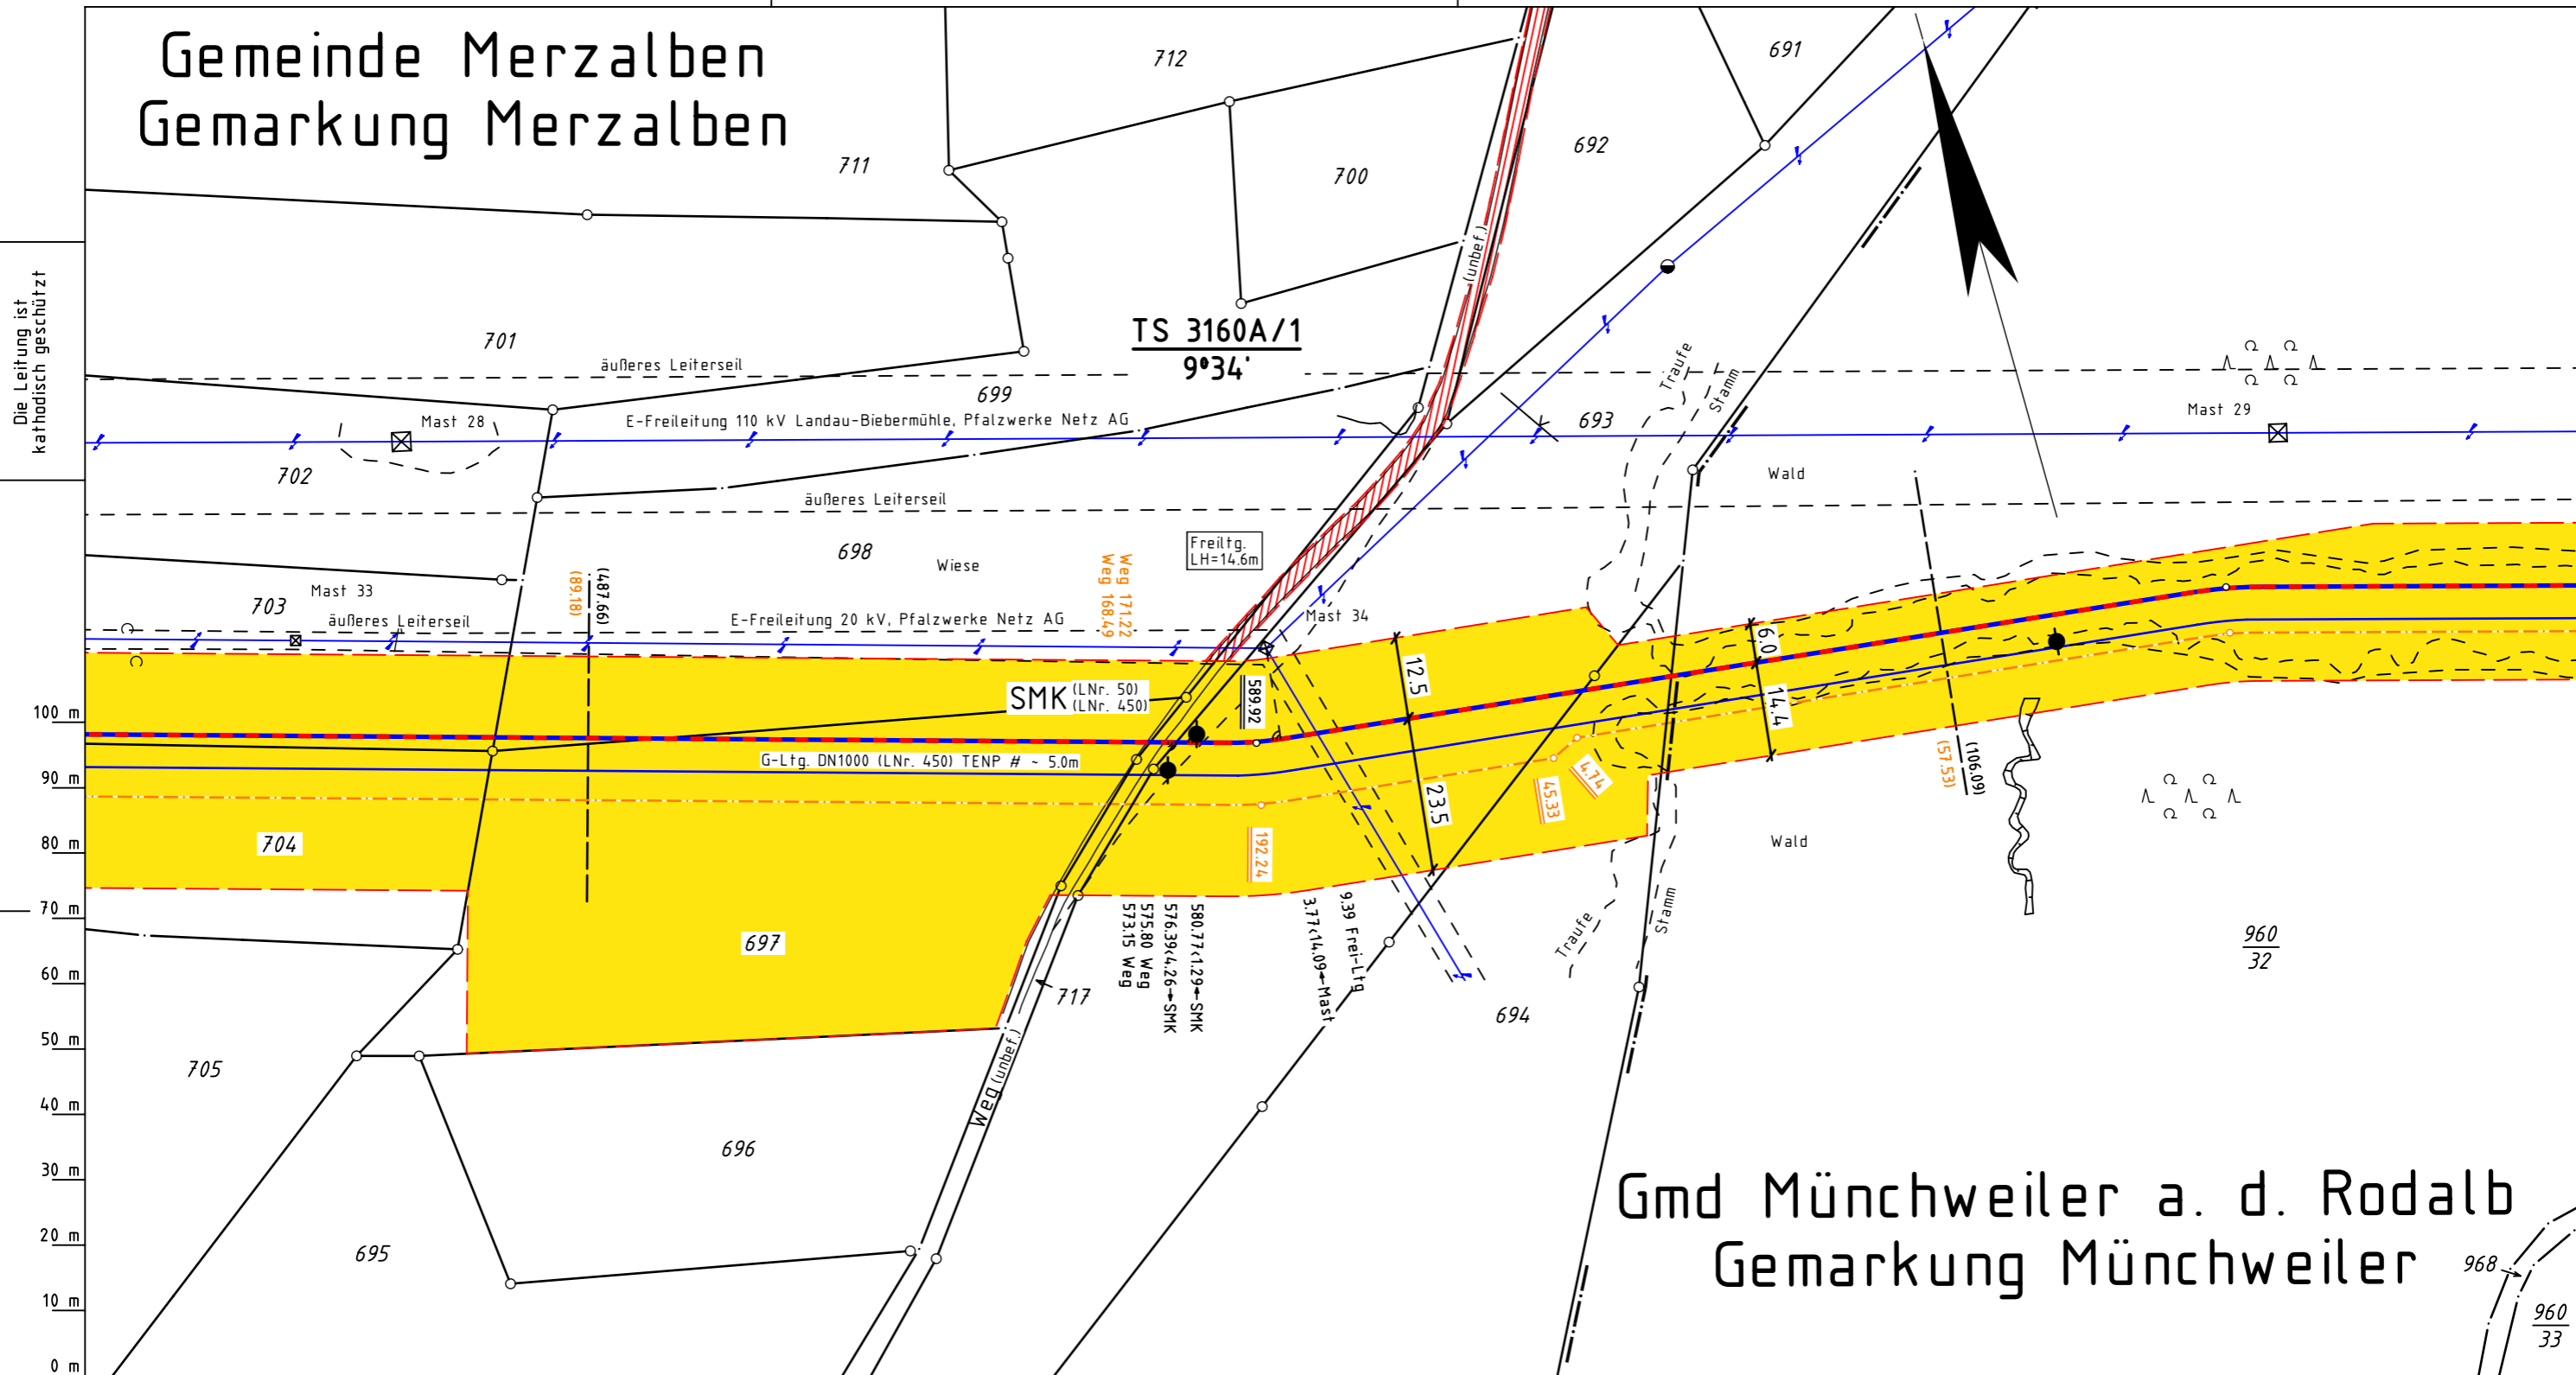 Gemeinde Merzalben
Gemarkung Merzalben
Die Leitung ist
kathodisch geschützt
712
711
700
691
692
701
äußeres Leiterseil
TS 3160A/1
9°34'
699
(unbef.)
Traufe
Stamm
Mast 28
E-Freileitung 110 kV Landau-Biebermühle, Pfalzwerke Netz AG
693
Mast 29
702
äußeres Leiterseil
Wald
698
Wiese
Freiltg.
LH=14.6m
Weg 171.22
Weg 168.49
(487.66)
(89.18)
Mast 33
703
äußeres Leiterseil
E-Freileitung 20 kV, Pfalzwerke Netz AG
Mast 34
SMK (LNr. 50)
(LNr. 450)
589.92
12.5
6.0
14.4
23.5
G-Ltg. DN1000 (LNr. 450) TENP # ~ 5.0m
45.33
4.74
(106.09)
(57.53)
704
192.24
Wald
697
580.77<1.29→SMK
576.39<4.26→SMK
575.80 Weg
573.15 Weg
9.39 Frei-Ltg
3.77<14.09→Mast
Traufe
Stamm
717
694
960
32
705
Weg (unbef.)
696
695
Gmd Münchweiler a. d. Rodalb
Gemarkung Münchweiler
968
960
33
100 m
90 m
80 m
70 m
60 m
50 m
40 m
30 m
20 m
10 m
0 m